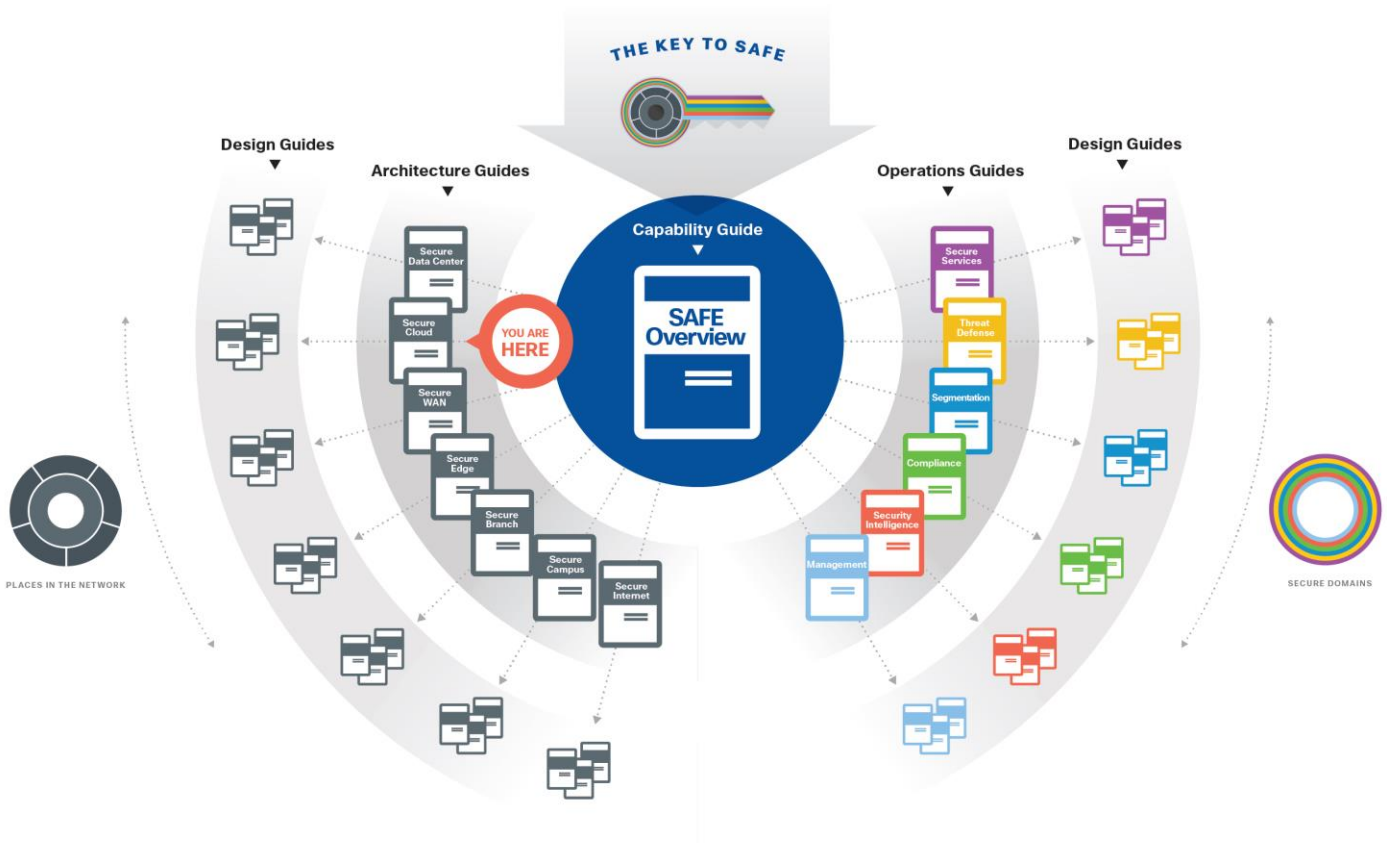 THE KEY TO SAFE
Design Guides
Architecture Guides
Capability Guide
SAFE
Overview
Operations Guides
Design Guides
Secure
Data Center
Secure
Cloud
YOU ARE
HERE
Secure
WAN
Secure
Edge
Secure
Branch
Secure
Campus
Secure
Internet
Secure
Services
Threat
Defense
Segmentation
Compliance
Security
Intelligence
Management
PLACES IN THE NETWORK
SECURE DOMAINS